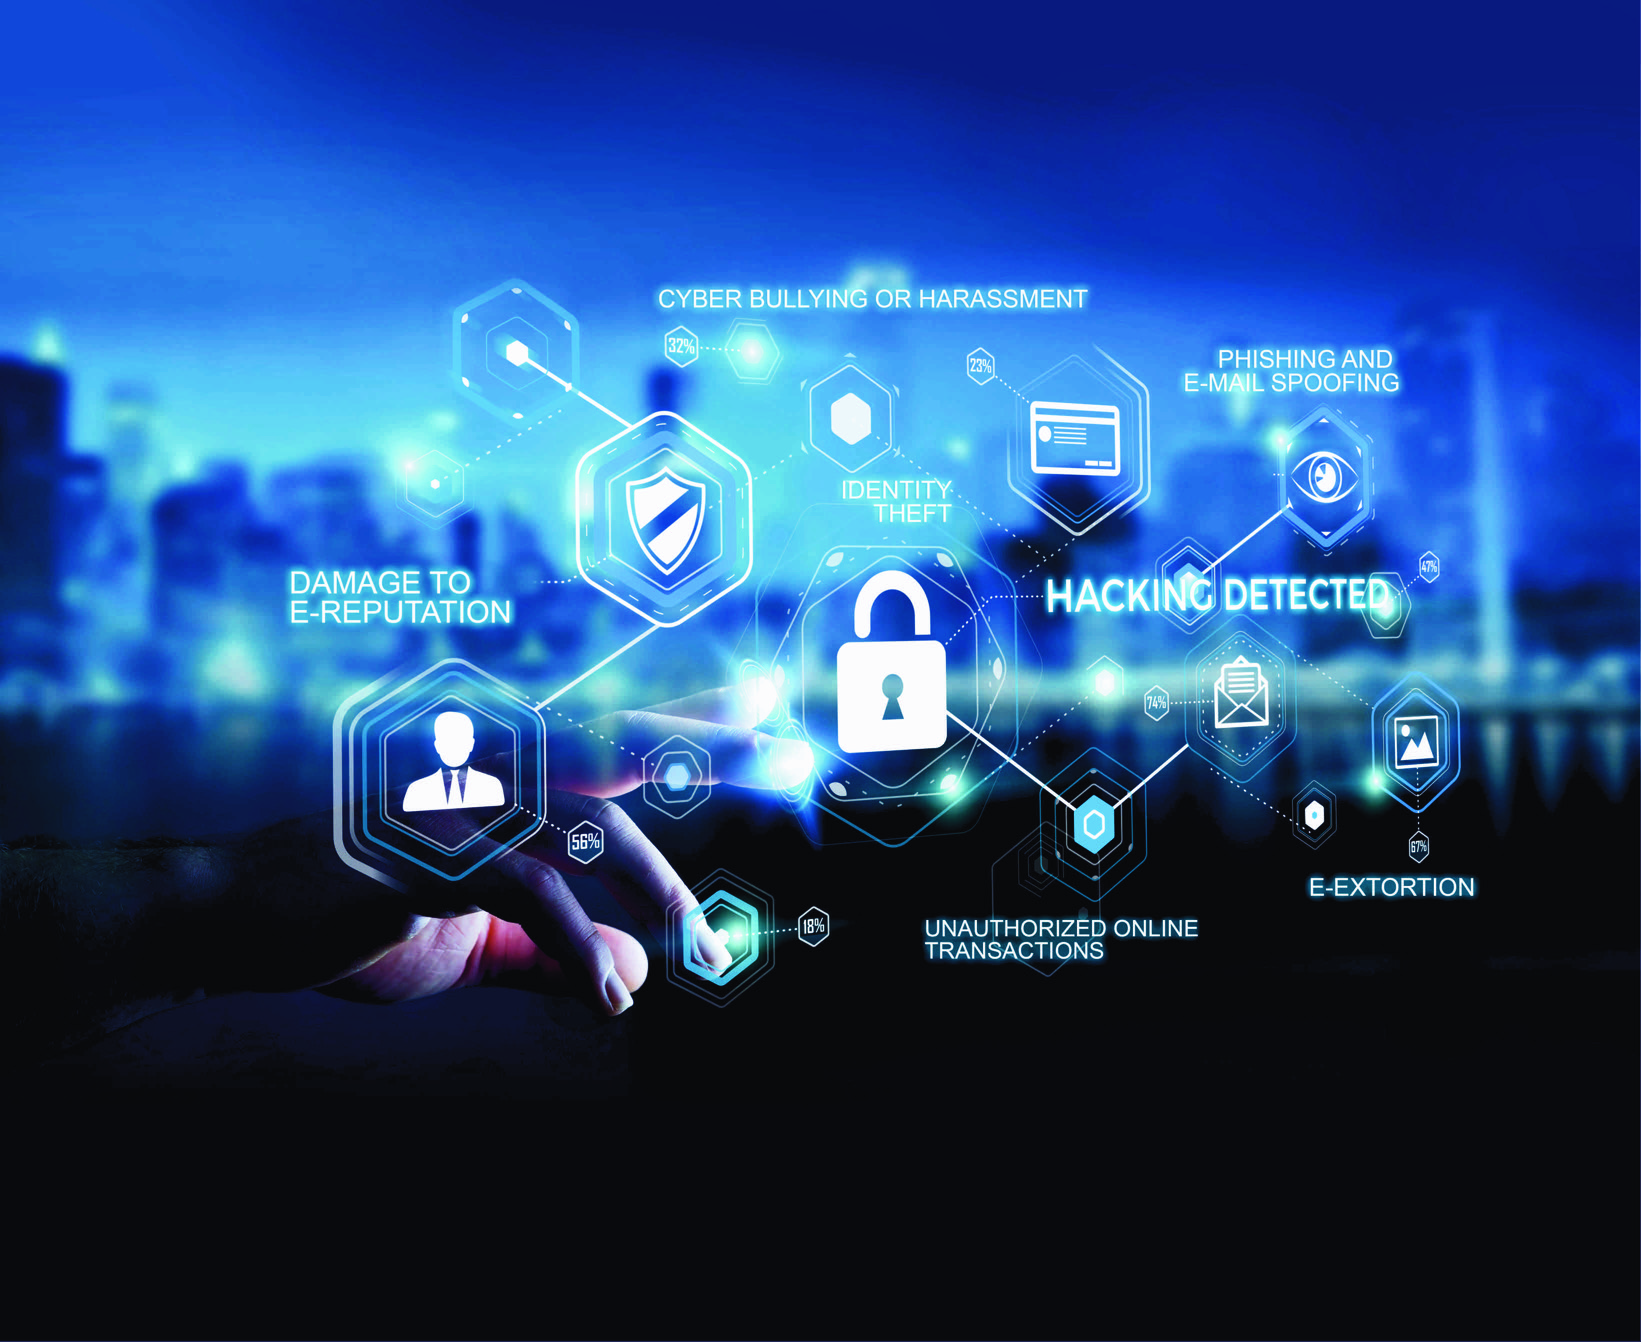 CYBER BULLYING OR HARASSMENT
32%
23%
PHISHING AND
E-MAIL SPOOFING
IDENTITY
THEFT
DAMAGE TO
E-REPUTATION
HACKING DETECTED
47%
74%
56%
67%
E-EXTORTION
18%
UNAUTHORIZED ONLINE
TRANSACTIONS